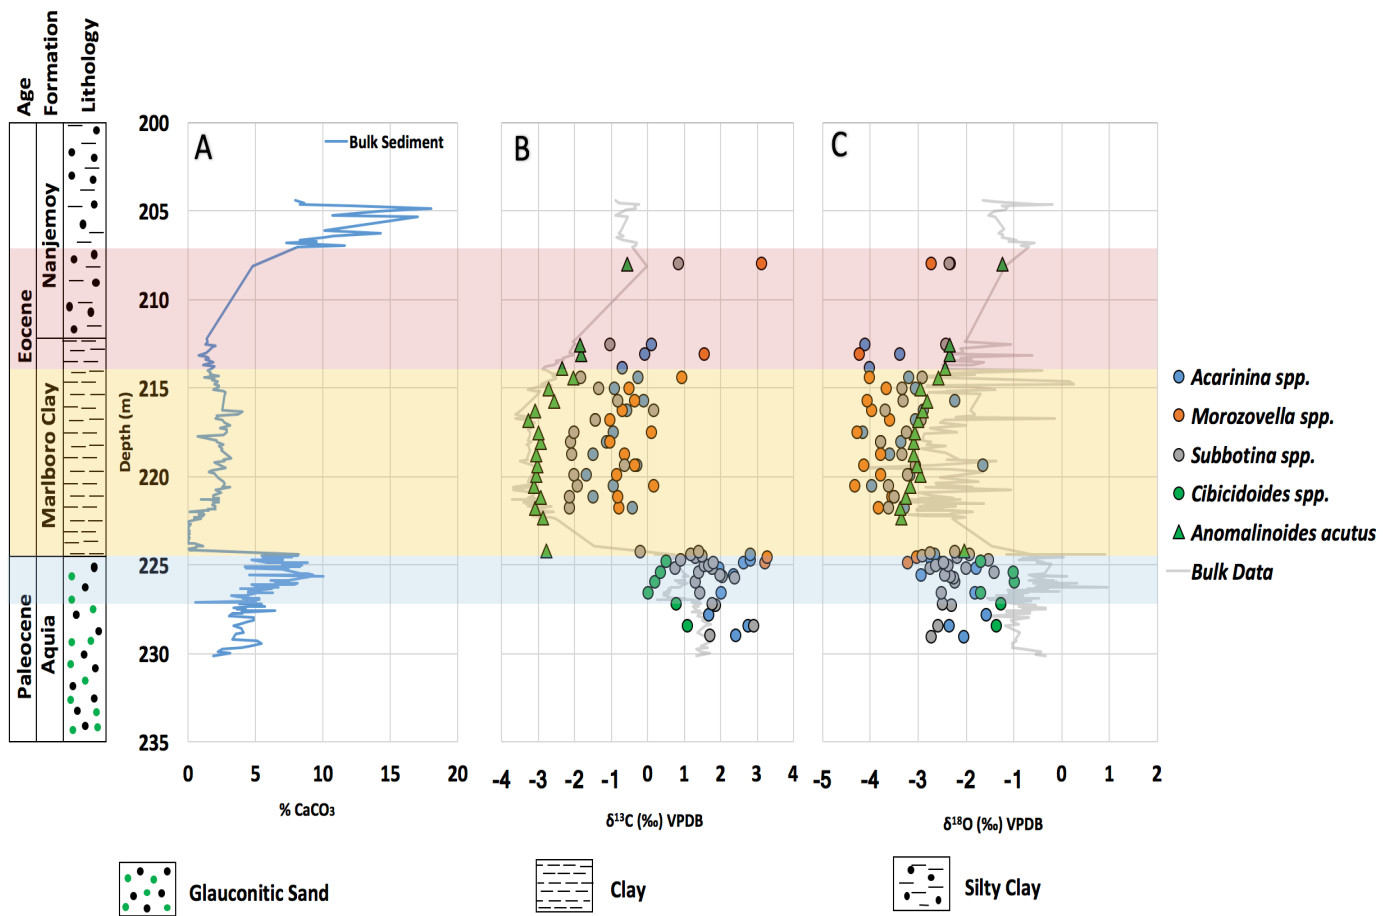 Age
Formation
Lithology
Eocene
Paleocene
Nanjemoy
Marlboro Clay
Aquia
Depth (m)
200
205
210
215
220
225
230
235
A
Bulk Sediment
0 5 10 15 20
% CaCO₃
B
-4 -3 -2 -1 0 1 2 3 4
δ¹³C (‰) VPDB
C
-5 -4 -3 -2 -1 0 1 2
δ¹⁸O (‰) VPDB
Acarinina spp.
Morozovella spp.
Subbotina spp.
Cibicidoides spp.
Anomalinoides acutus
Bulk Data
Glauconitic Sand
Clay
Silty Clay